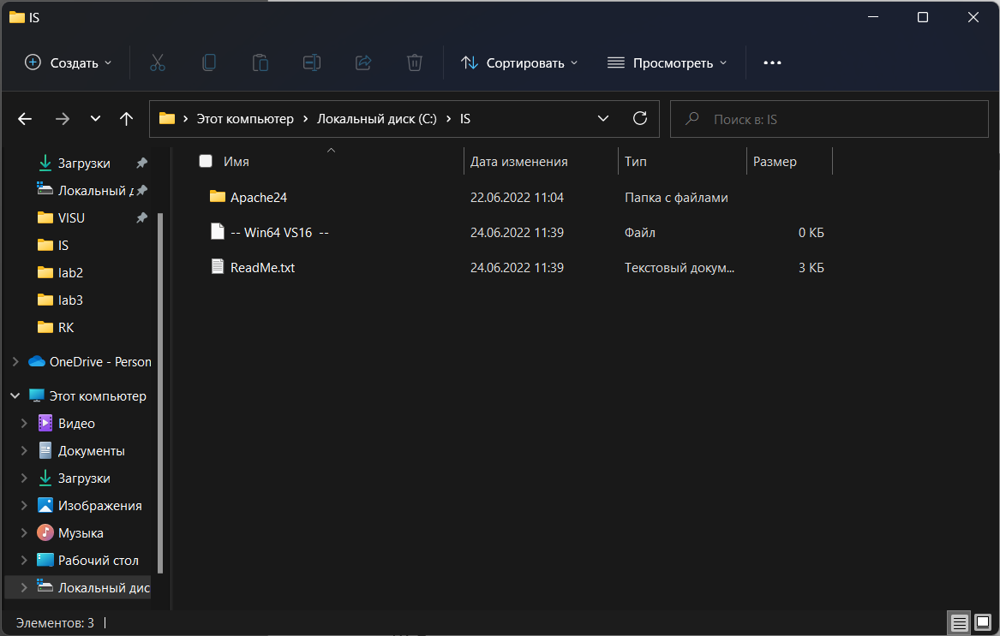 IS
Создать
Сортировать
Просмотреть
Этот компьютер
Локальный диск (C:)
IS
Поиск в: IS
Загрузки
Локальный д
VISU
IS
lab2
lab3
RK
OneDrive - Person
Этот компьютер
Видео
Документы
Загрузки
Изображения
Музыка
Рабочий стол
Локальный дис
Имя Дата изменения Тип Размер
Apache24 22.06.2022 11:04 Папка с файлами
-- Win64 VS16 -- 24.06.2022 11:39 Файл 0 КБ
ReadMe.txt 24.06.2022 11:39 Текстовый докум... 3 КБ
Элементов: 3